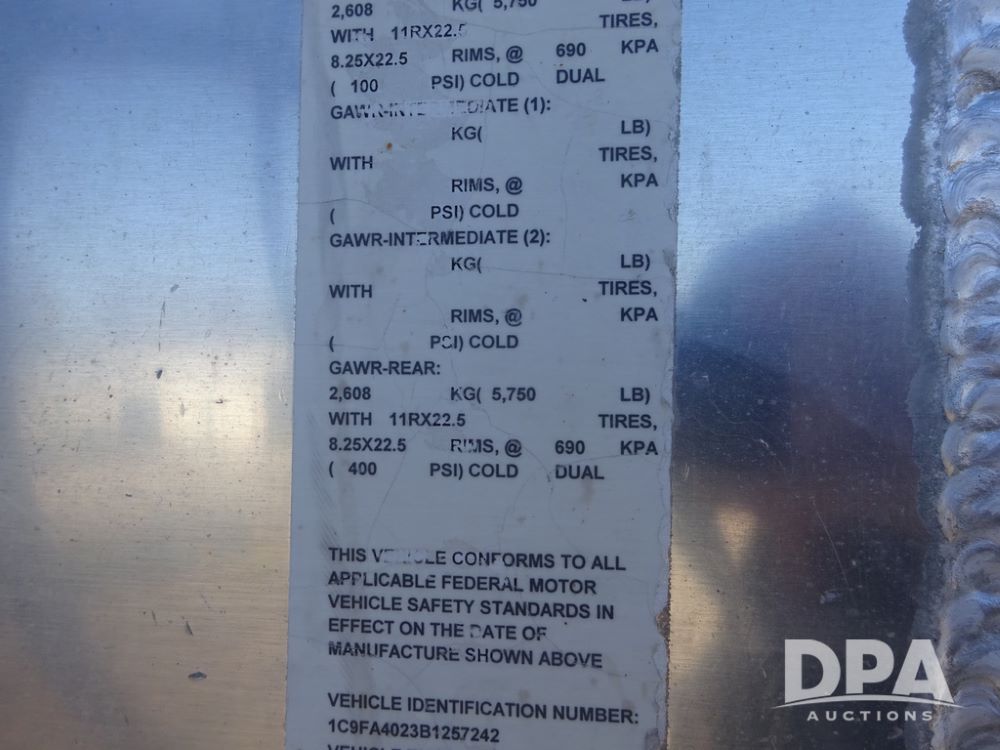 2,608 KG( 5,750
WITH 11RX22.5 TIRES,
8.25X22.5 RIMS, @ 690 KPA
( 100 PSI) COLD DUAL
GAWR-INTERMEDIATE (1):
KG( LB)
WITH TIRES,
RIMS, @ KPA
( PSI) COLD
GAWR-INTERMEDIATE (2):
KG( LB)
WITH TIRES,
RIMS, @ KPA
( PSI) COLD
GAWR-REAR:
2,608 KG( 5,750 LB)
WITH 11RX22.5 TIRES,
8.25X22.5 RIMS, @ 690 KPA
( 400 PSI) COLD DUAL
THIS VEHICLE CONFORMS TO ALL
APPLICABLE FEDERAL MOTOR
VEHICLE SAFETY STANDARDS IN
EFFECT ON THE DATE OF
MANUFACTURE SHOWN ABOVE
VEHICLE IDENTIFICATION NUMBER:
1C9FA4023B1257242
DPA
AUCTIONS